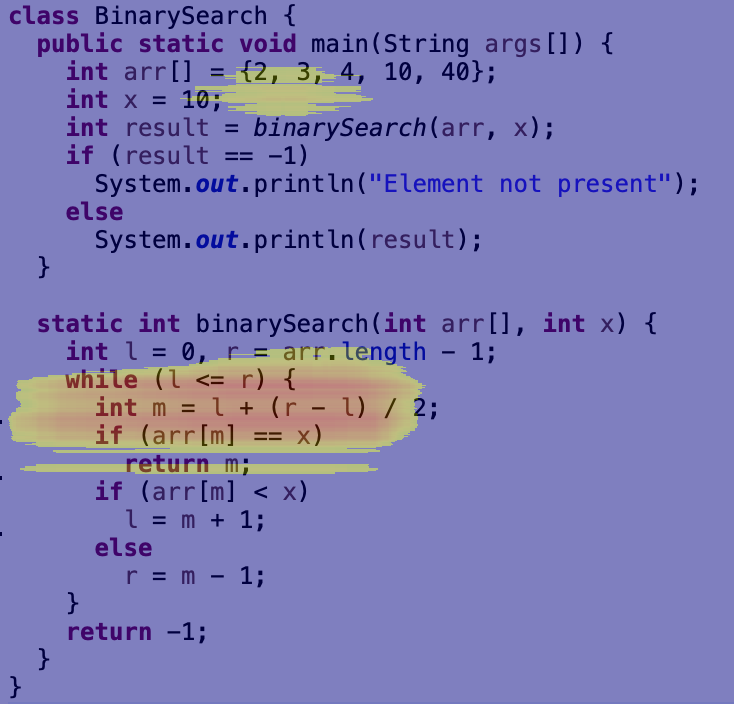 class BinarySearch {
  public static void main(String args[]) {
    int arr[] = {2, 3, 4, 10, 40};
    int x = 10;
    int result = binarySearch(arr, x);
    if (result == -1)
      System.out.println("Element not present");
    else
      System.out.println(result);
  }

  static int binarySearch(int arr[], int x) {
    int l = 0, r = arr.length - 1;
    while (l <= r) {
      int m = l + (r - l) / 2;
      if (arr[m] == x)
        return m;
      if (arr[m] < x)
        l = m + 1;
      else
        r = m - 1;
    }
    return -1;
  }
}